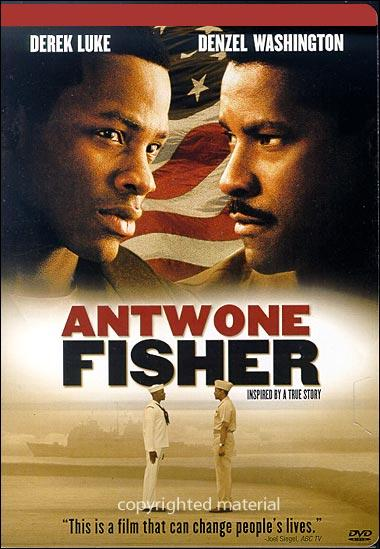 DEREK LUKE DENZEL WASHINGTON
ANTWONE
FISHER
INSPIRED BY A TRUE STORY
copyrighted material
"This is a film that can change people's lives."
-Joel Siegel, ABC TV
DVD